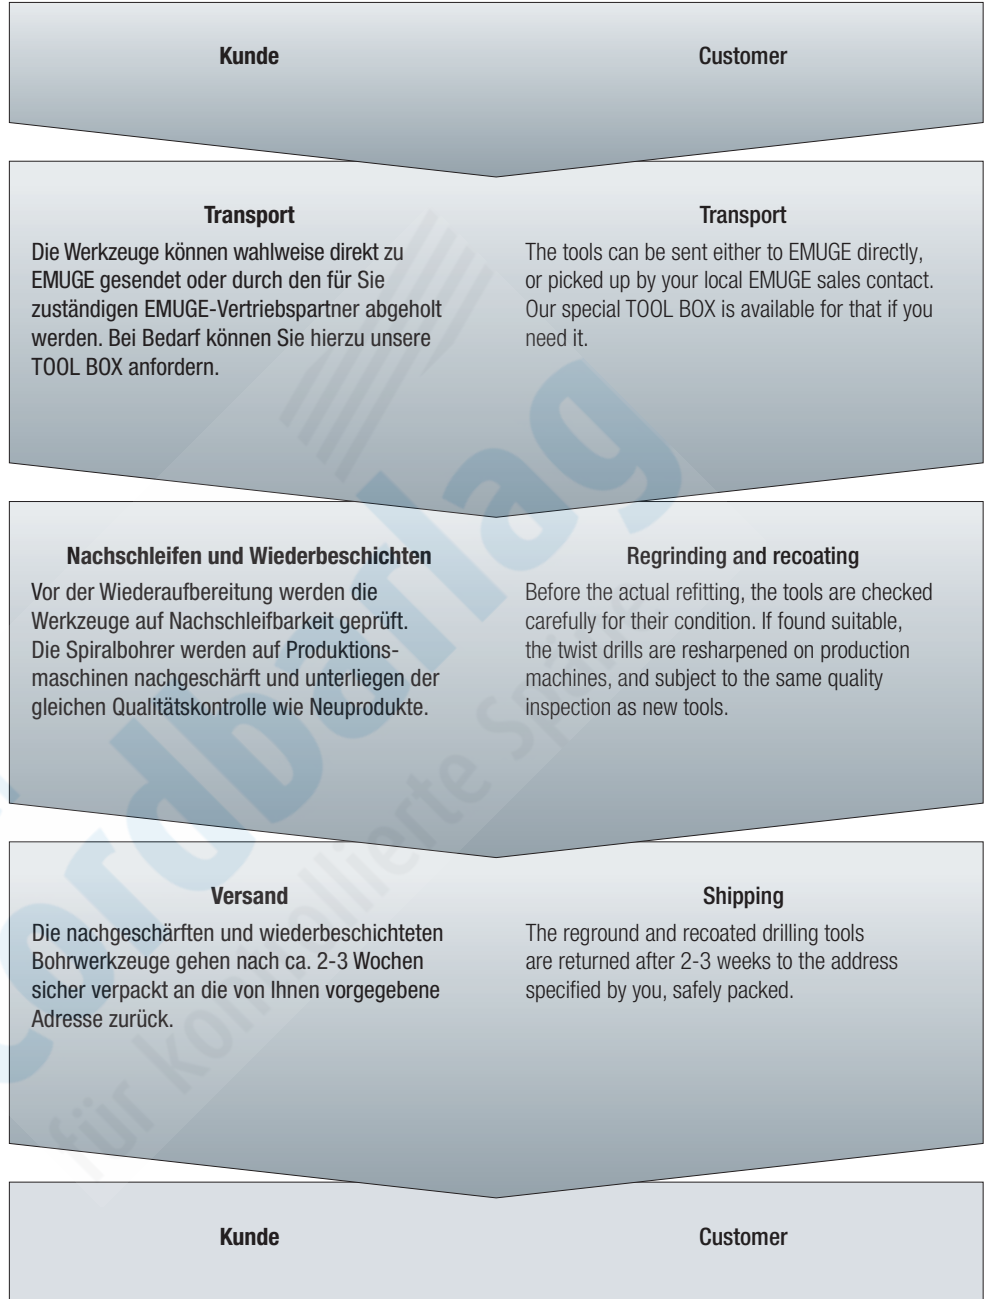 Kunde
Customer
Transport
Die Werkzeuge können wahlweise direkt zu
EMUGE gesendet oder durch den für Sie
zuständigen EMUGE-Vertriebspartner abgeholt
werden. Bei Bedarf können Sie hierzu unsere
TOOL BOX anfordern.
Transport
The tools can be sent either to EMUGE directly,
or picked up by your local EMUGE sales contact.
Our special TOOL BOX is available for that if you
need it.
Nachschleifen und Wiederbeschichten
Vor der Wiederaufbereitung werden die
Werkzeuge auf Nachschleifbarkeit geprüft.
Die Spiralbohrer werden auf Produktions-
maschinen nachgeschärft und unterliegen der
gleichen Qualitätskontrolle wie Neuprodukte.
Regrinding and recoating
Before the actual refitting, the tools are checked
carefully for their condition. If found suitable,
the twist drills are resharpened on production
machines, and subject to the same quality
inspection as new tools.
Versand
Die nachgeschärften und wiederbeschichteten
Bohrwerkzeuge gehen nach ca. 2-3 Wochen
sicher verpackt an die von Ihnen vorgegebene
Adresse zurück.
Shipping
The reground and recoated drilling tools
are returned after 2-3 weeks to the address
specified by you, safely packed.
Kunde
Customer
cordbarlag
für kontrollierte Späne